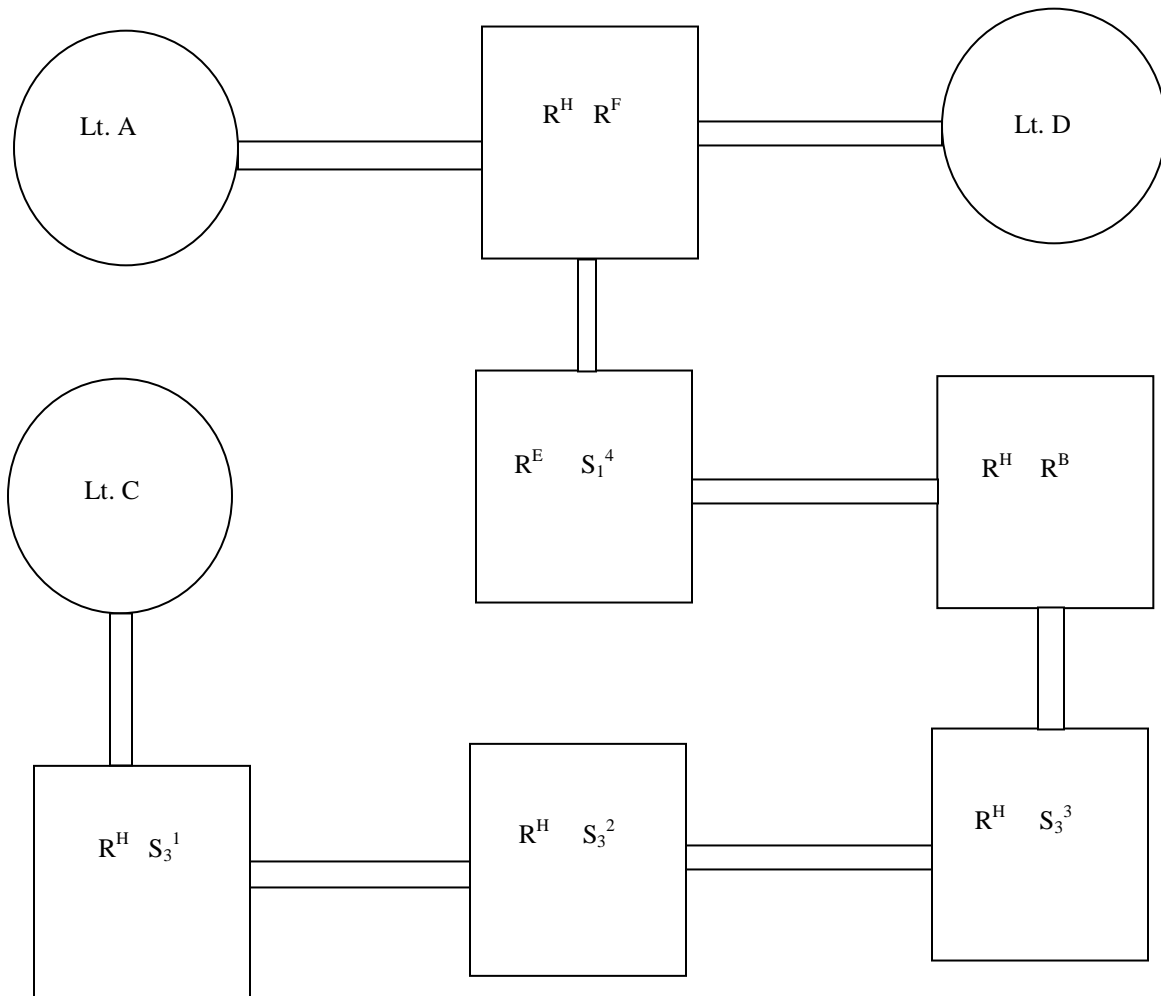 Lt. A
R^H R^F
Lt. D
R^E S_1^4
R^H R^B
Lt. C
R^H S_3^1
R^H S_3^2
R^H S_3^3